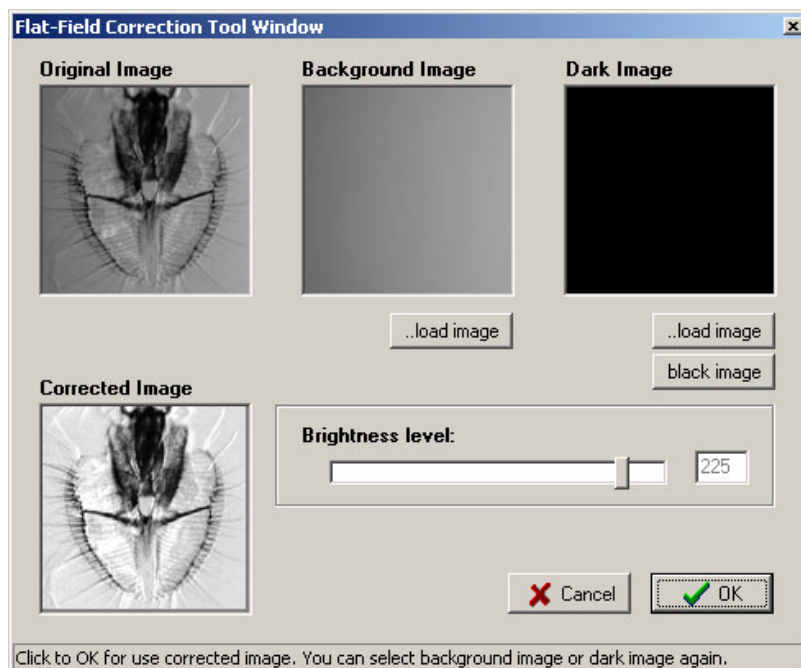 Flat-Field Correction Tool Window
Original Image Background Image Dark Image
..load image ..load image
black image
Corrected Image
Brightness level:
225
Cancel OK
Click to OK for use corrected image. You can select background image or dark image again.